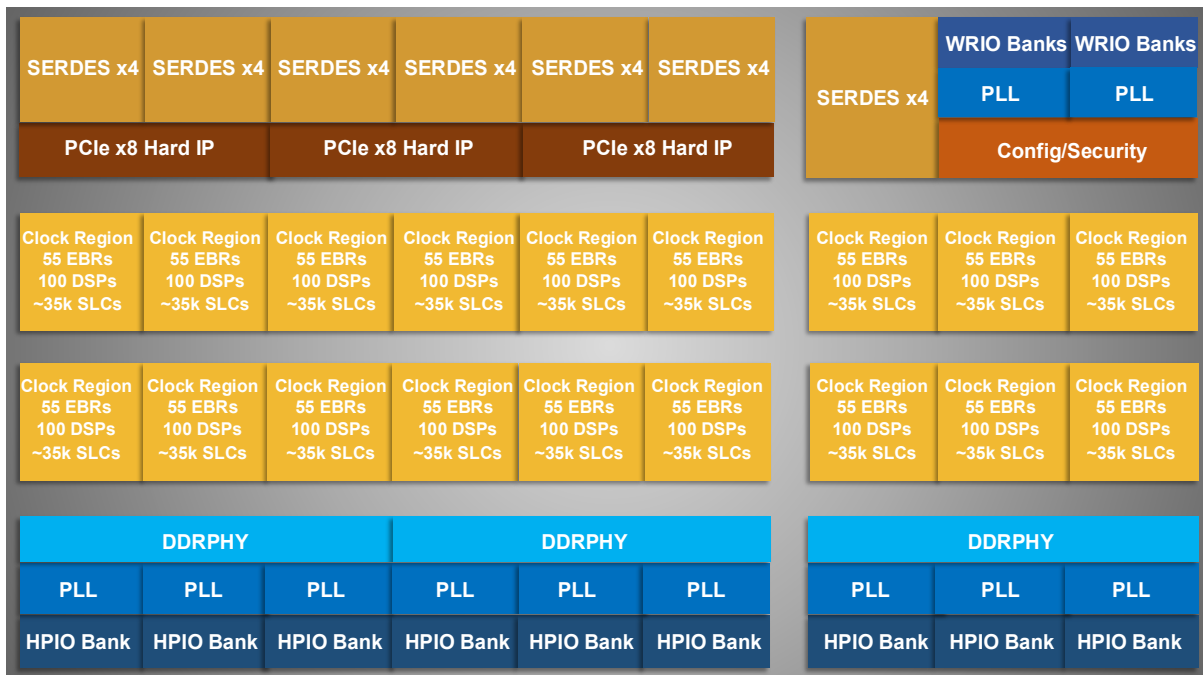 SERDES x4 SERDES x4 SERDES x4 SERDES x4 SERDES x4 SERDES x4
PCIe x8 Hard IP PCIe x8 Hard IP PCIe x8 Hard IP
SERDES x4
WRIO Banks WRIO Banks
PLL PLL
Config/Security
Clock Region Clock Region Clock Region Clock Region Clock Region Clock Region Clock Region Clock Region Clock Region
55 EBRs 55 EBRs 55 EBRs 55 EBRs 55 EBRs 55 EBRs 55 EBRs 55 EBRs 55 EBRs
100 DSPs 100 DSPs 100 DSPs 100 DSPs 100 DSPs 100 DSPs 100 DSPs 100 DSPs 100 DSPs
~35k SLCs ~35k SLCs ~35k SLCs ~35k SLCs ~35k SLCs ~35k SLCs ~35k SLCs ~35k SLCs ~35k SLCs
Clock Region Clock Region Clock Region Clock Region Clock Region Clock Region Clock Region Clock Region Clock Region
55 EBRs 55 EBRs 55 EBRs 55 EBRs 55 EBRs 55 EBRs 55 EBRs 55 EBRs 55 EBRs
100 DSPs 100 DSPs 100 DSPs 100 DSPs 100 DSPs 100 DSPs 100 DSPs 100 DSPs 100 DSPs
~35k SLCs ~35k SLCs ~35k SLCs ~35k SLCs ~35k SLCs ~35k SLCs ~35k SLCs ~35k SLCs ~35k SLCs
DDRPHY DDRPHY DDRPHY
PLL PLL PLL PLL PLL PLL PLL PLL PLL
HPIO Bank HPIO Bank HPIO Bank HPIO Bank HPIO Bank HPIO Bank HPIO Bank HPIO Bank HPIO Bank